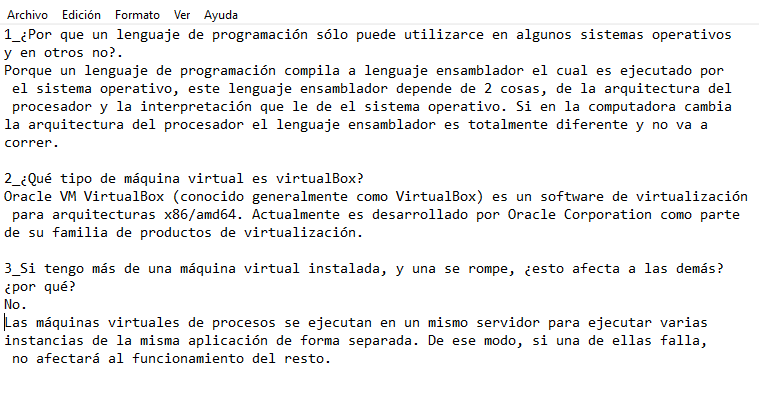 Archivo Edición Formato Ver Ayuda
1_¿Por que un lenguaje de programación sólo puede utilizarce en algunos sistemas operativos
y en otros no?.
Porque un lenguaje de programación compila a lenguaje ensamblador el cual es ejecutado por
el sistema operativo, este lenguaje ensamblador depende de 2 cosas, de la arquitectura del
procesador y la interpretación que le de el sistema operativo. Si en la computadora cambia
la arquitectura del procesador el lenguaje ensamblador es totalmente diferente y no va a
correr.
2_¿Qué tipo de máquina virtual es virtualBox?
Oracle VM VirtualBox (conocido generalmente como VirtualBox) es un software de virtualización
para arquitecturas x86/amd64. Actualmente es desarrollado por Oracle Corporation como parte
de su familia de productos de virtualización.
3_Si tengo más de una máquina virtual instalada, y una se rompe, ¿esto afecta a las demás?
¿por qué?
No.
Las máquinas virtuales de procesos se ejecutan en un mismo servidor para ejecutar varias
instancias de la misma aplicación de forma separada. De ese modo, si una de ellas falla,
no afectará al funcionamiento del resto.